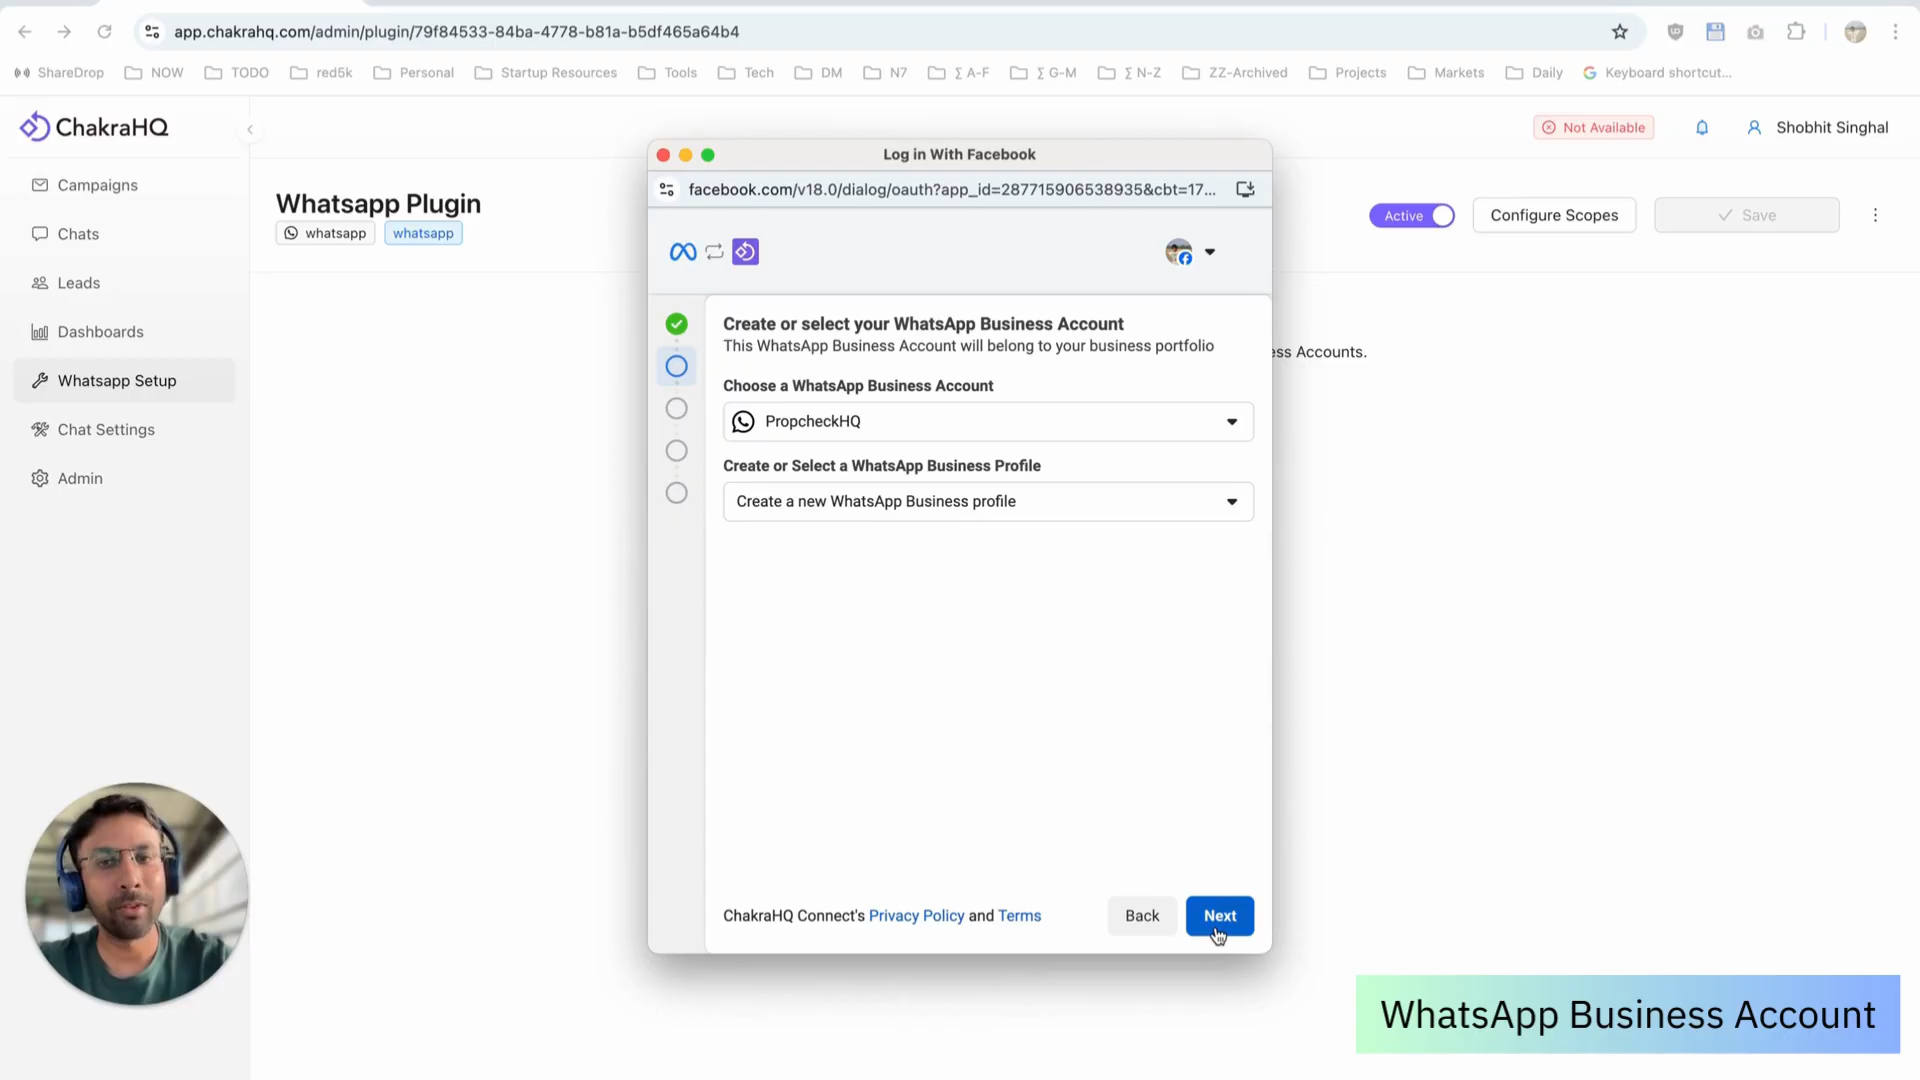 app.chakrahq.com/admin/plugin/79f84533-84ba-4778-b81a-b5df465a64b4
ShareDrop NOW TODO red5k Personal Startup Resources Tools Tech DM N7 Σ A-F Σ G-M Σ N-Z ZZ-Archived Projects Markets Daily Keyboard shortcut...
ChakraHQ
Not Available
Shobhit Singhal
Campaigns
Chats
Leads
Dashboards
Whatsapp Setup
Chat Settings
Admin
Whatsapp Plugin
whatsapp whatsapp
Active Configure Scopes Save
ss Accounts.
Log in With Facebook
facebook.com/v18.0/dialog/oauth?app_id=287715906538935&cbt=17...
Create or select your WhatsApp Business Account
This WhatsApp Business Account will belong to your business portfolio
Choose a WhatsApp Business Account
PropcheckHQ
Create or Select a WhatsApp Business Profile
Create a new WhatsApp Business profile
ChakraHQ Connect's Privacy Policy and Terms
Back Next
WhatsApp Business Account